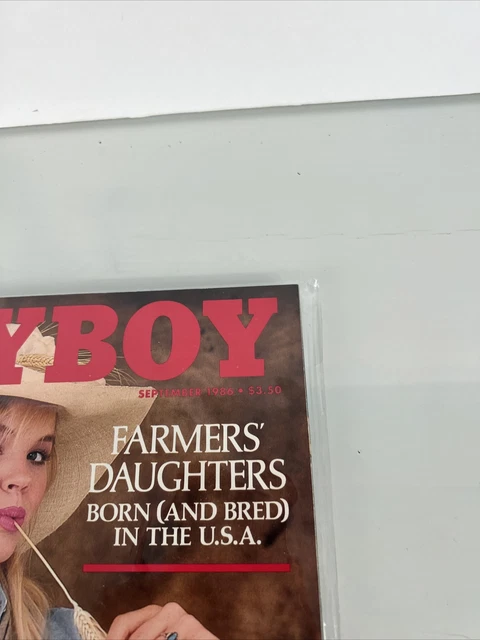 YBOY
SEPTEMBER 1986 • $3.50
FARMERS'
DAUGHTERS
BORN (AND BRED)
IN THE U.S.A.